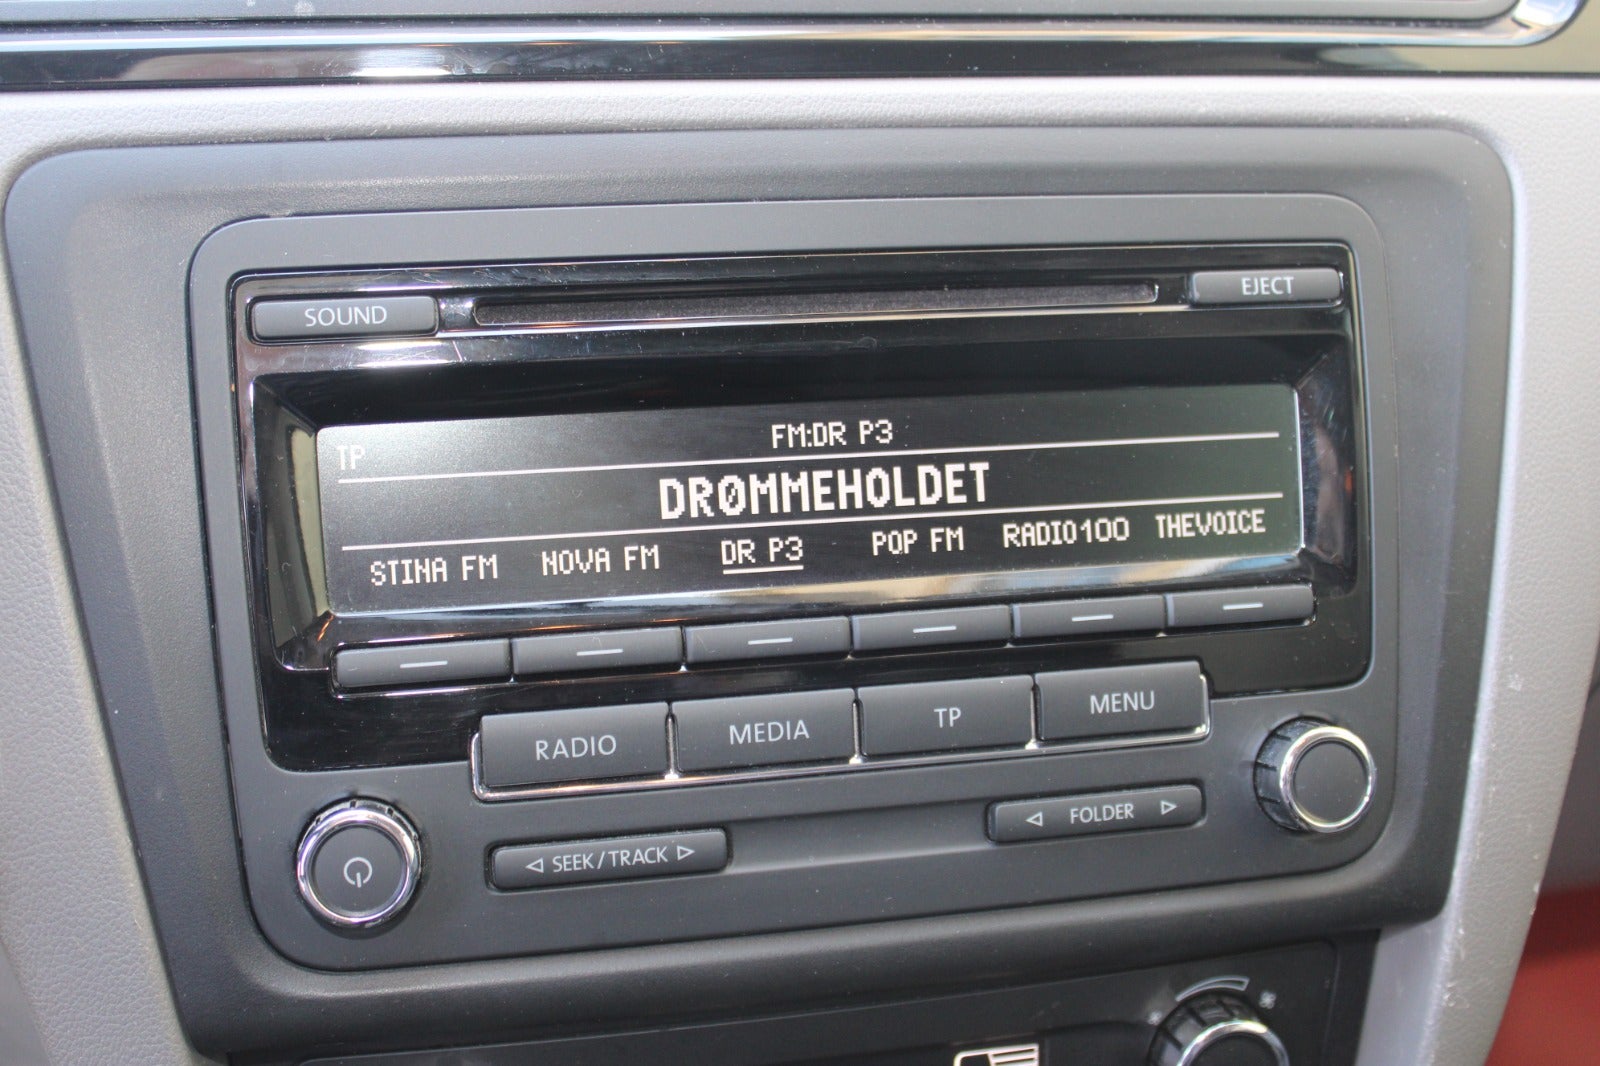 SOUND
EJECT
FM:DR P3
TP
DRØMMEHOLDET
STINA FM NOVA FM DR P3 POP FM RADIO100 THEVOICE
RADIO MEDIA TP MENU
FOLDER
SEEK/TRACK